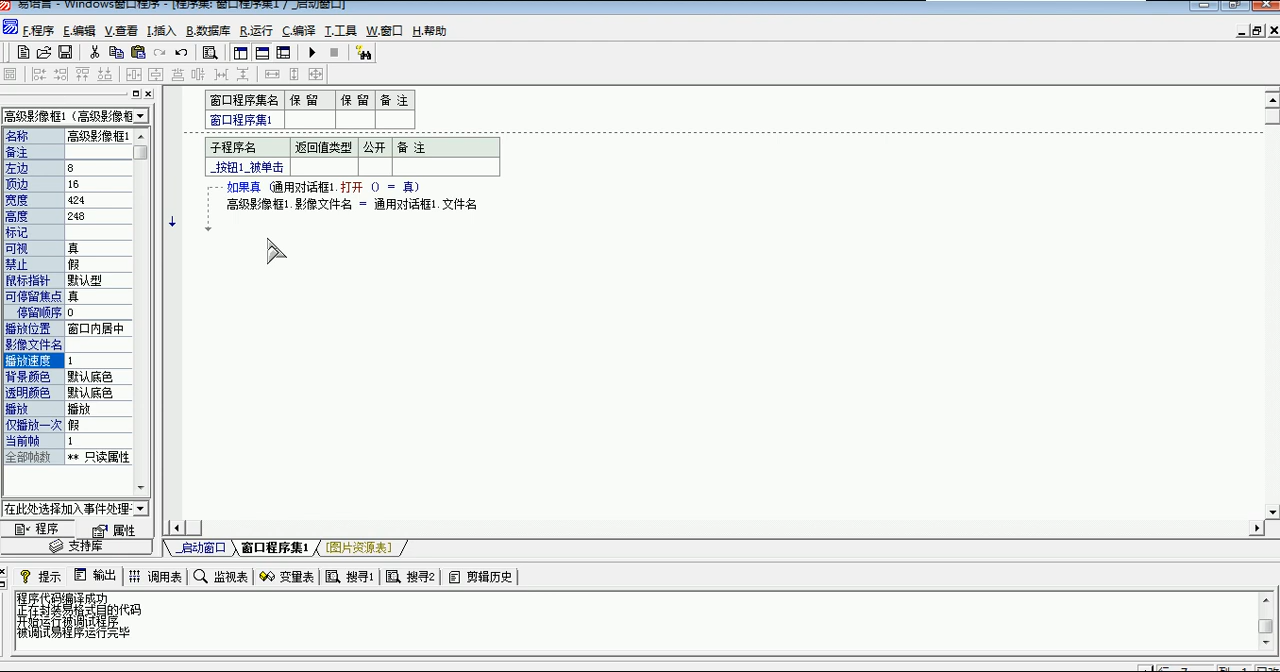 易语言 - Windows窗口程序 - [程序集: 窗口程序集1 / _启动窗口]
F.程序 E.编辑 V.查看 I.插入 B.数据库 R.运行 C.编译 T.工具 W.窗口 H.帮助
高级影像框1（高级影像框
名称 高级影像框1
备注
左边 8
顶边 16
宽度 424
高度 248
标记
可视 真
禁止 假
鼠标指针 默认型
可停留焦点 真
停留顺序 0
播放位置 窗口内居中
影像文件名
播放速度 1
背景颜色 默认底色
透明颜色 默认底色
播放 播放
仅播放一次 假
当前帧 1
全部帧数 ** 只读属性
在此处选择加入事件处理
程序 属性
支持库
窗口程序集名 保 留 保 留 备 注
窗口程序集1
子程序名 返回值类型 公开 备 注
_按钮1_被单击
如果真 (通用对话框1.打开 () = 真)
高级影像框1.影像文件名 = 通用对话框1.文件名
_启动窗口 窗口程序集1 [图片资源表]
提示 输出 调用表 监视表 变量表 搜寻1 搜寻2 剪辑历史
程序代码编译成功
正在封装易格式目的代码
开始运行被调试程序
被调试易程序运行完毕